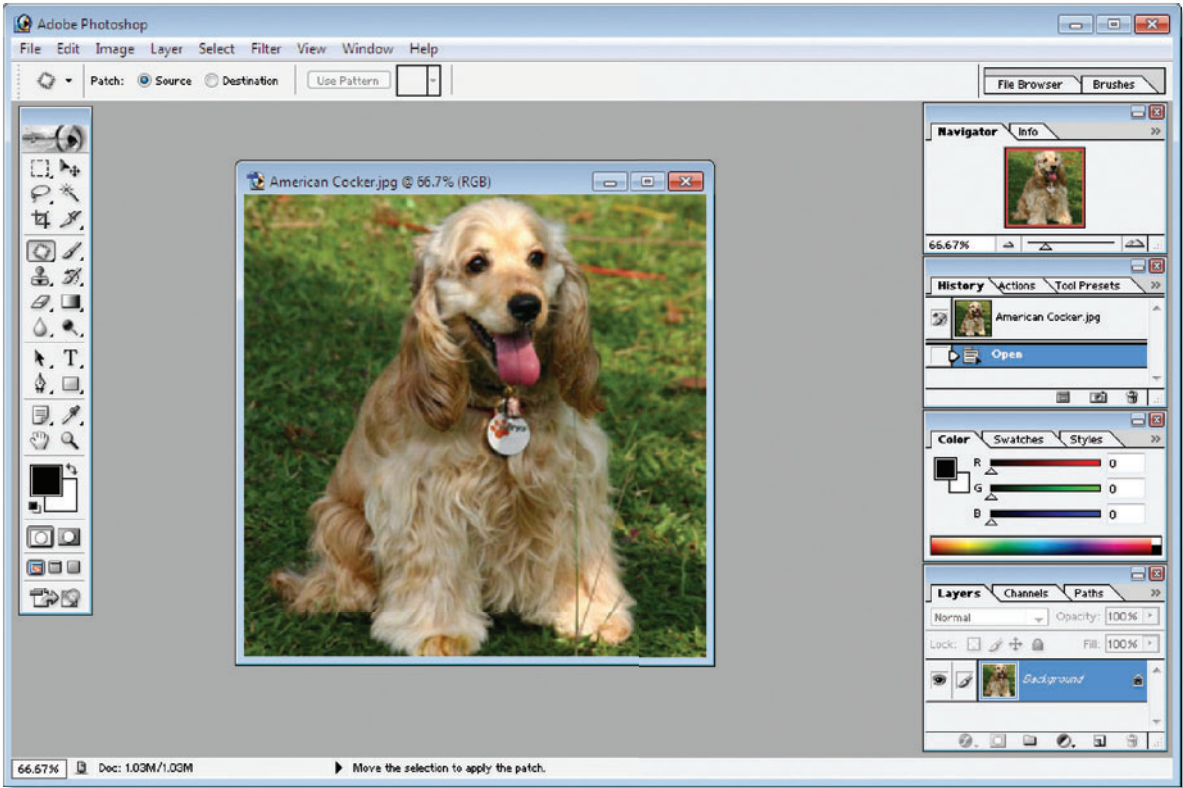 Adobe Photoshop
File Edit Image Layer Select Filter View Window Help
Patch: Source Destination Use Pattern
File Browser Brushes
American Cocker.jpg @ 66.7% (RGB)
Navigator Info
66.67%
History Actions Tool Presets
American Cocker.jpg
Open
Color Swatches Styles
R 0
G 0
B 0
Layers Channels Paths
Normal Opacity: 100%
Lock: Fill: 100%
Background
T
66.67% Doc: 1.03M/1.03M Move the selection to apply the patch.